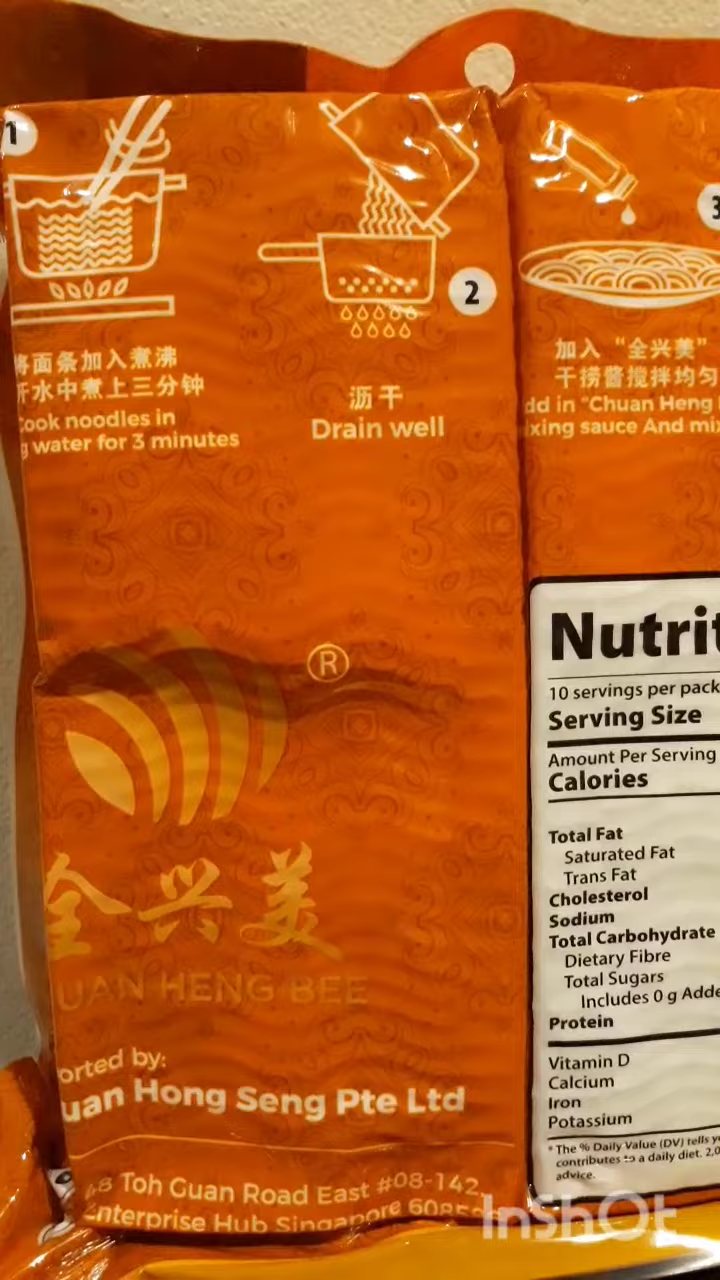 1
面条加入煮沸
水中煮上三分钟
Cook noodles in
water for 3 minutes
2
沥干
Drain well
3
加入 “全兴美”
干捞酱搅拌均匀
dd in "Chuan Heng
xing sauce And mix
®
全兴美
UAN HENG BEE
orted by:
uan Hong Seng Pte Ltd
48 Toh Guan Road East #08-142
Enterprise Hub Singapore
Nutrit
10 servings per pack
Serving Size
Amount Per Serving
Calories
Total Fat
Saturated Fat
Trans Fat
Cholesterol
Sodium
Total Carbohydrate
Dietary Fibre
Total Sugars
Includes 0 g Adde
Protein
Vitamin D
Calcium
Iron
Potassium
* The % Daily Value (DV) tells y
contributes to a daily diet. 2,0
advice.
InShOt